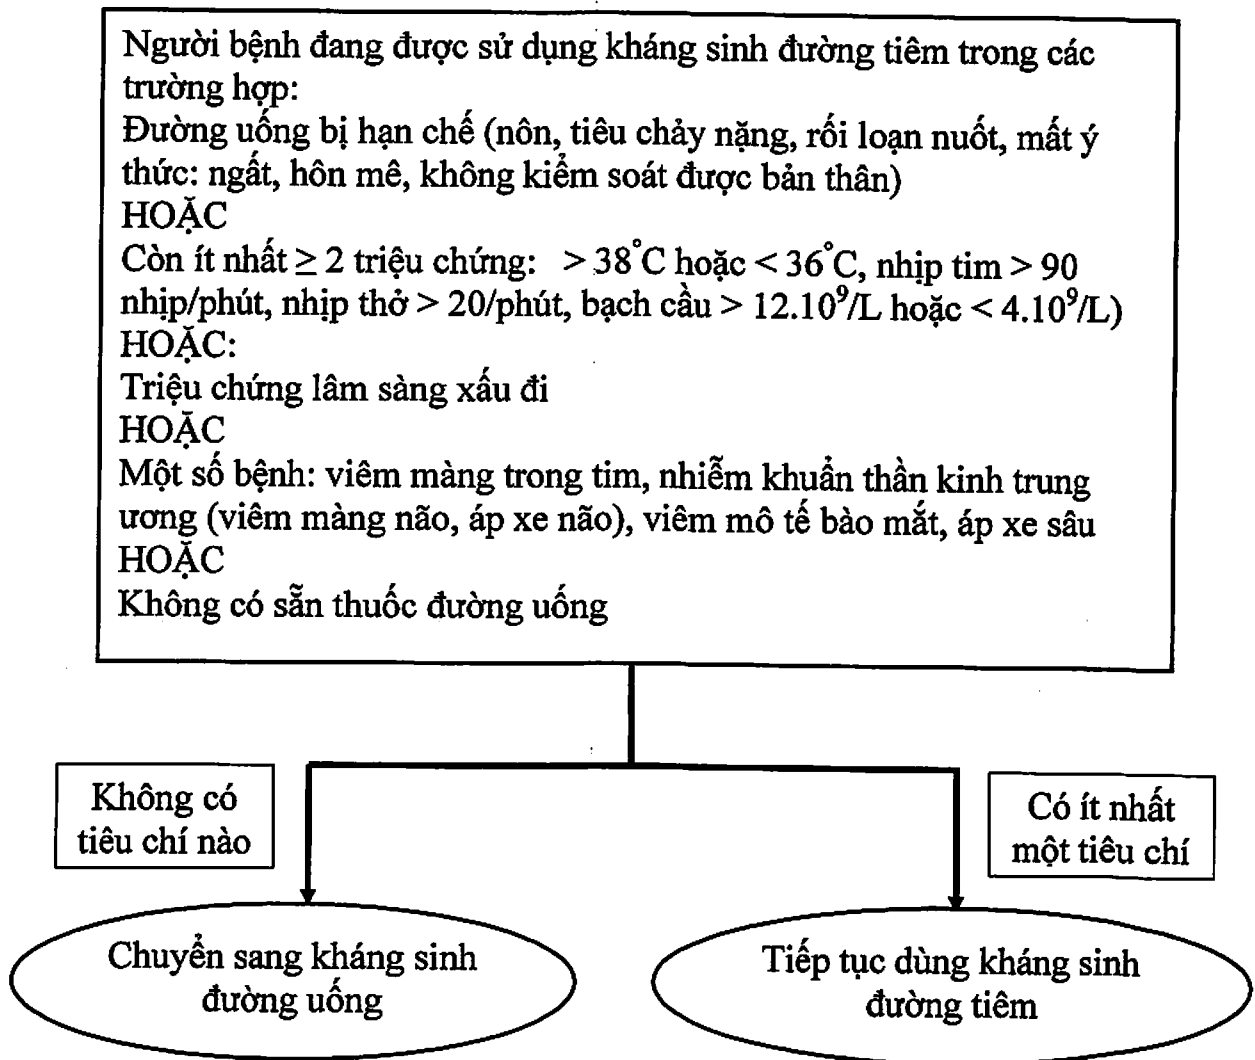 Người bệnh đang được sử dụng kháng sinh đường tiêm trong các
trường hợp:
Đường uống bị hạn chế (nôn, tiêu chảy nặng, rối loạn nuốt, mất ý
thức: ngất, hôn mê, không kiểm soát được bản thân)
HOẶC
Còn ít nhất ≥ 2 triệu chứng: > 38°C hoặc < 36°C, nhịp tim > 90
nhịp/phút, nhịp thở > 20/phút, bạch cầu > 12.10⁹/L hoặc < 4.10⁹/L)
HOẶC:
Triệu chứng lâm sàng xấu đi
HOẶC
Một số bệnh: viêm màng trong tim, nhiễm khuẩn thần kinh trung
ương (viêm màng não, áp xe não), viêm mô tế bào mắt, áp xe sâu
HOẶC
Không có sẵn thuốc đường uống
Không có
tiêu chí nào
Có ít nhất
một tiêu chí
Chuyển sang kháng sinh
đường uống
Tiếp tục dùng kháng sinh
đường tiêm